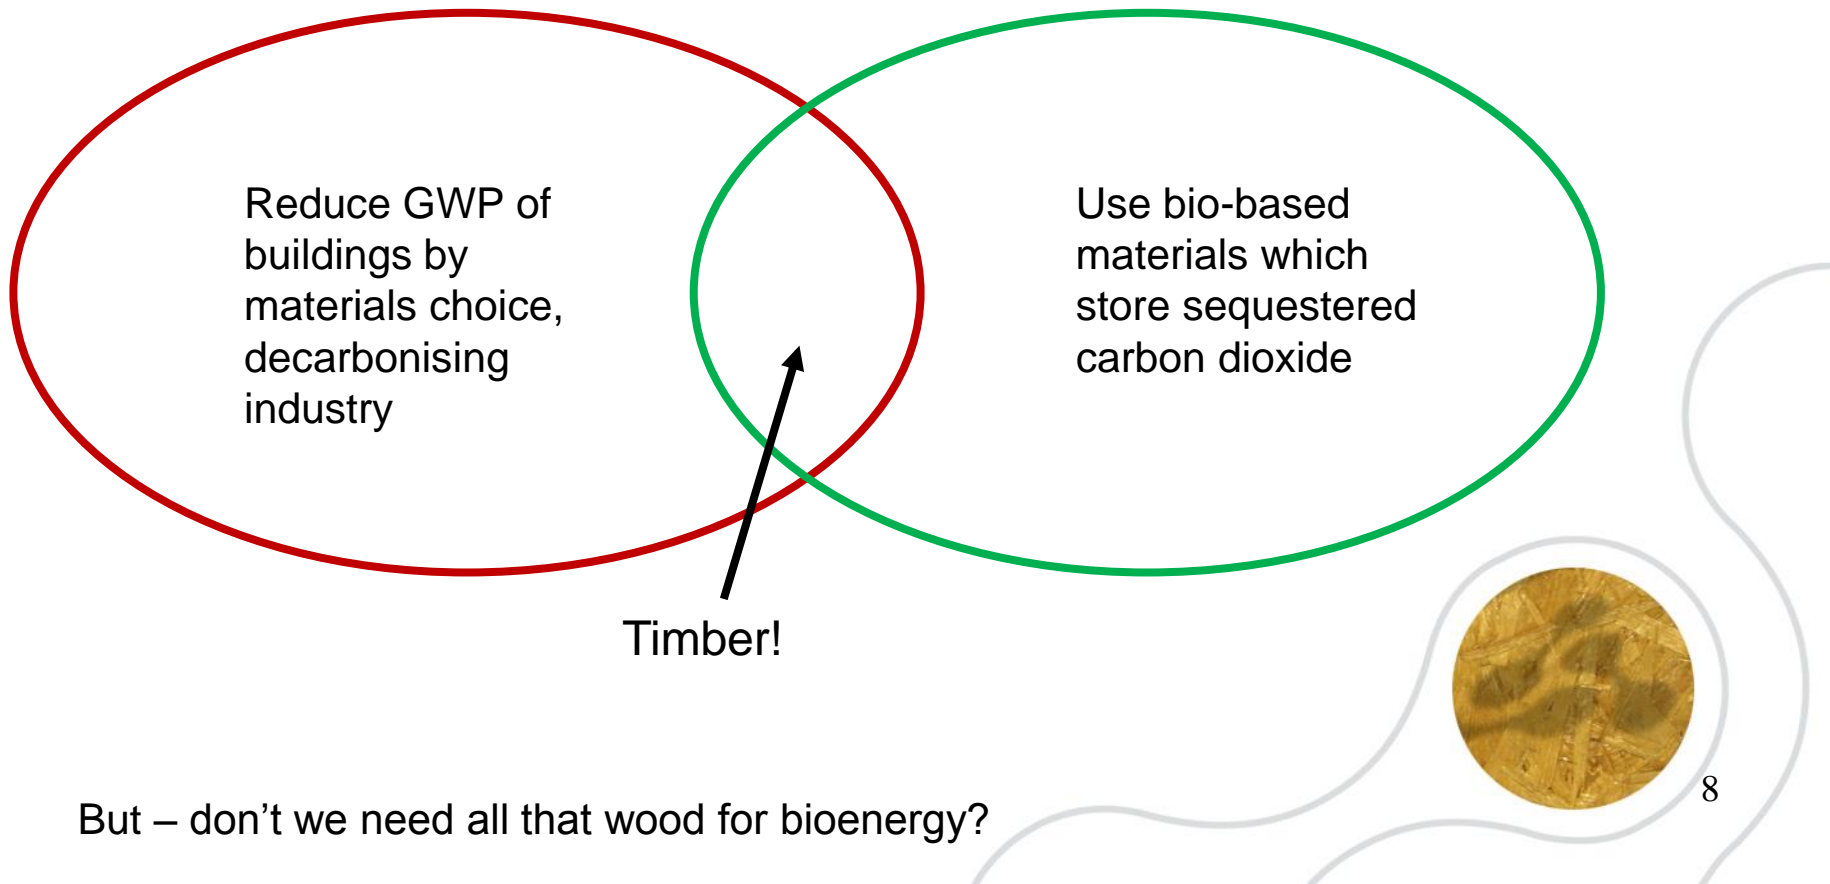 Reduce GWP of
buildings by
materials choice,
decarbonising
industry
Use bio-based
materials which
store sequestered
carbon dioxide
Timber!
But – don’t we need all that wood for bioenergy?
8